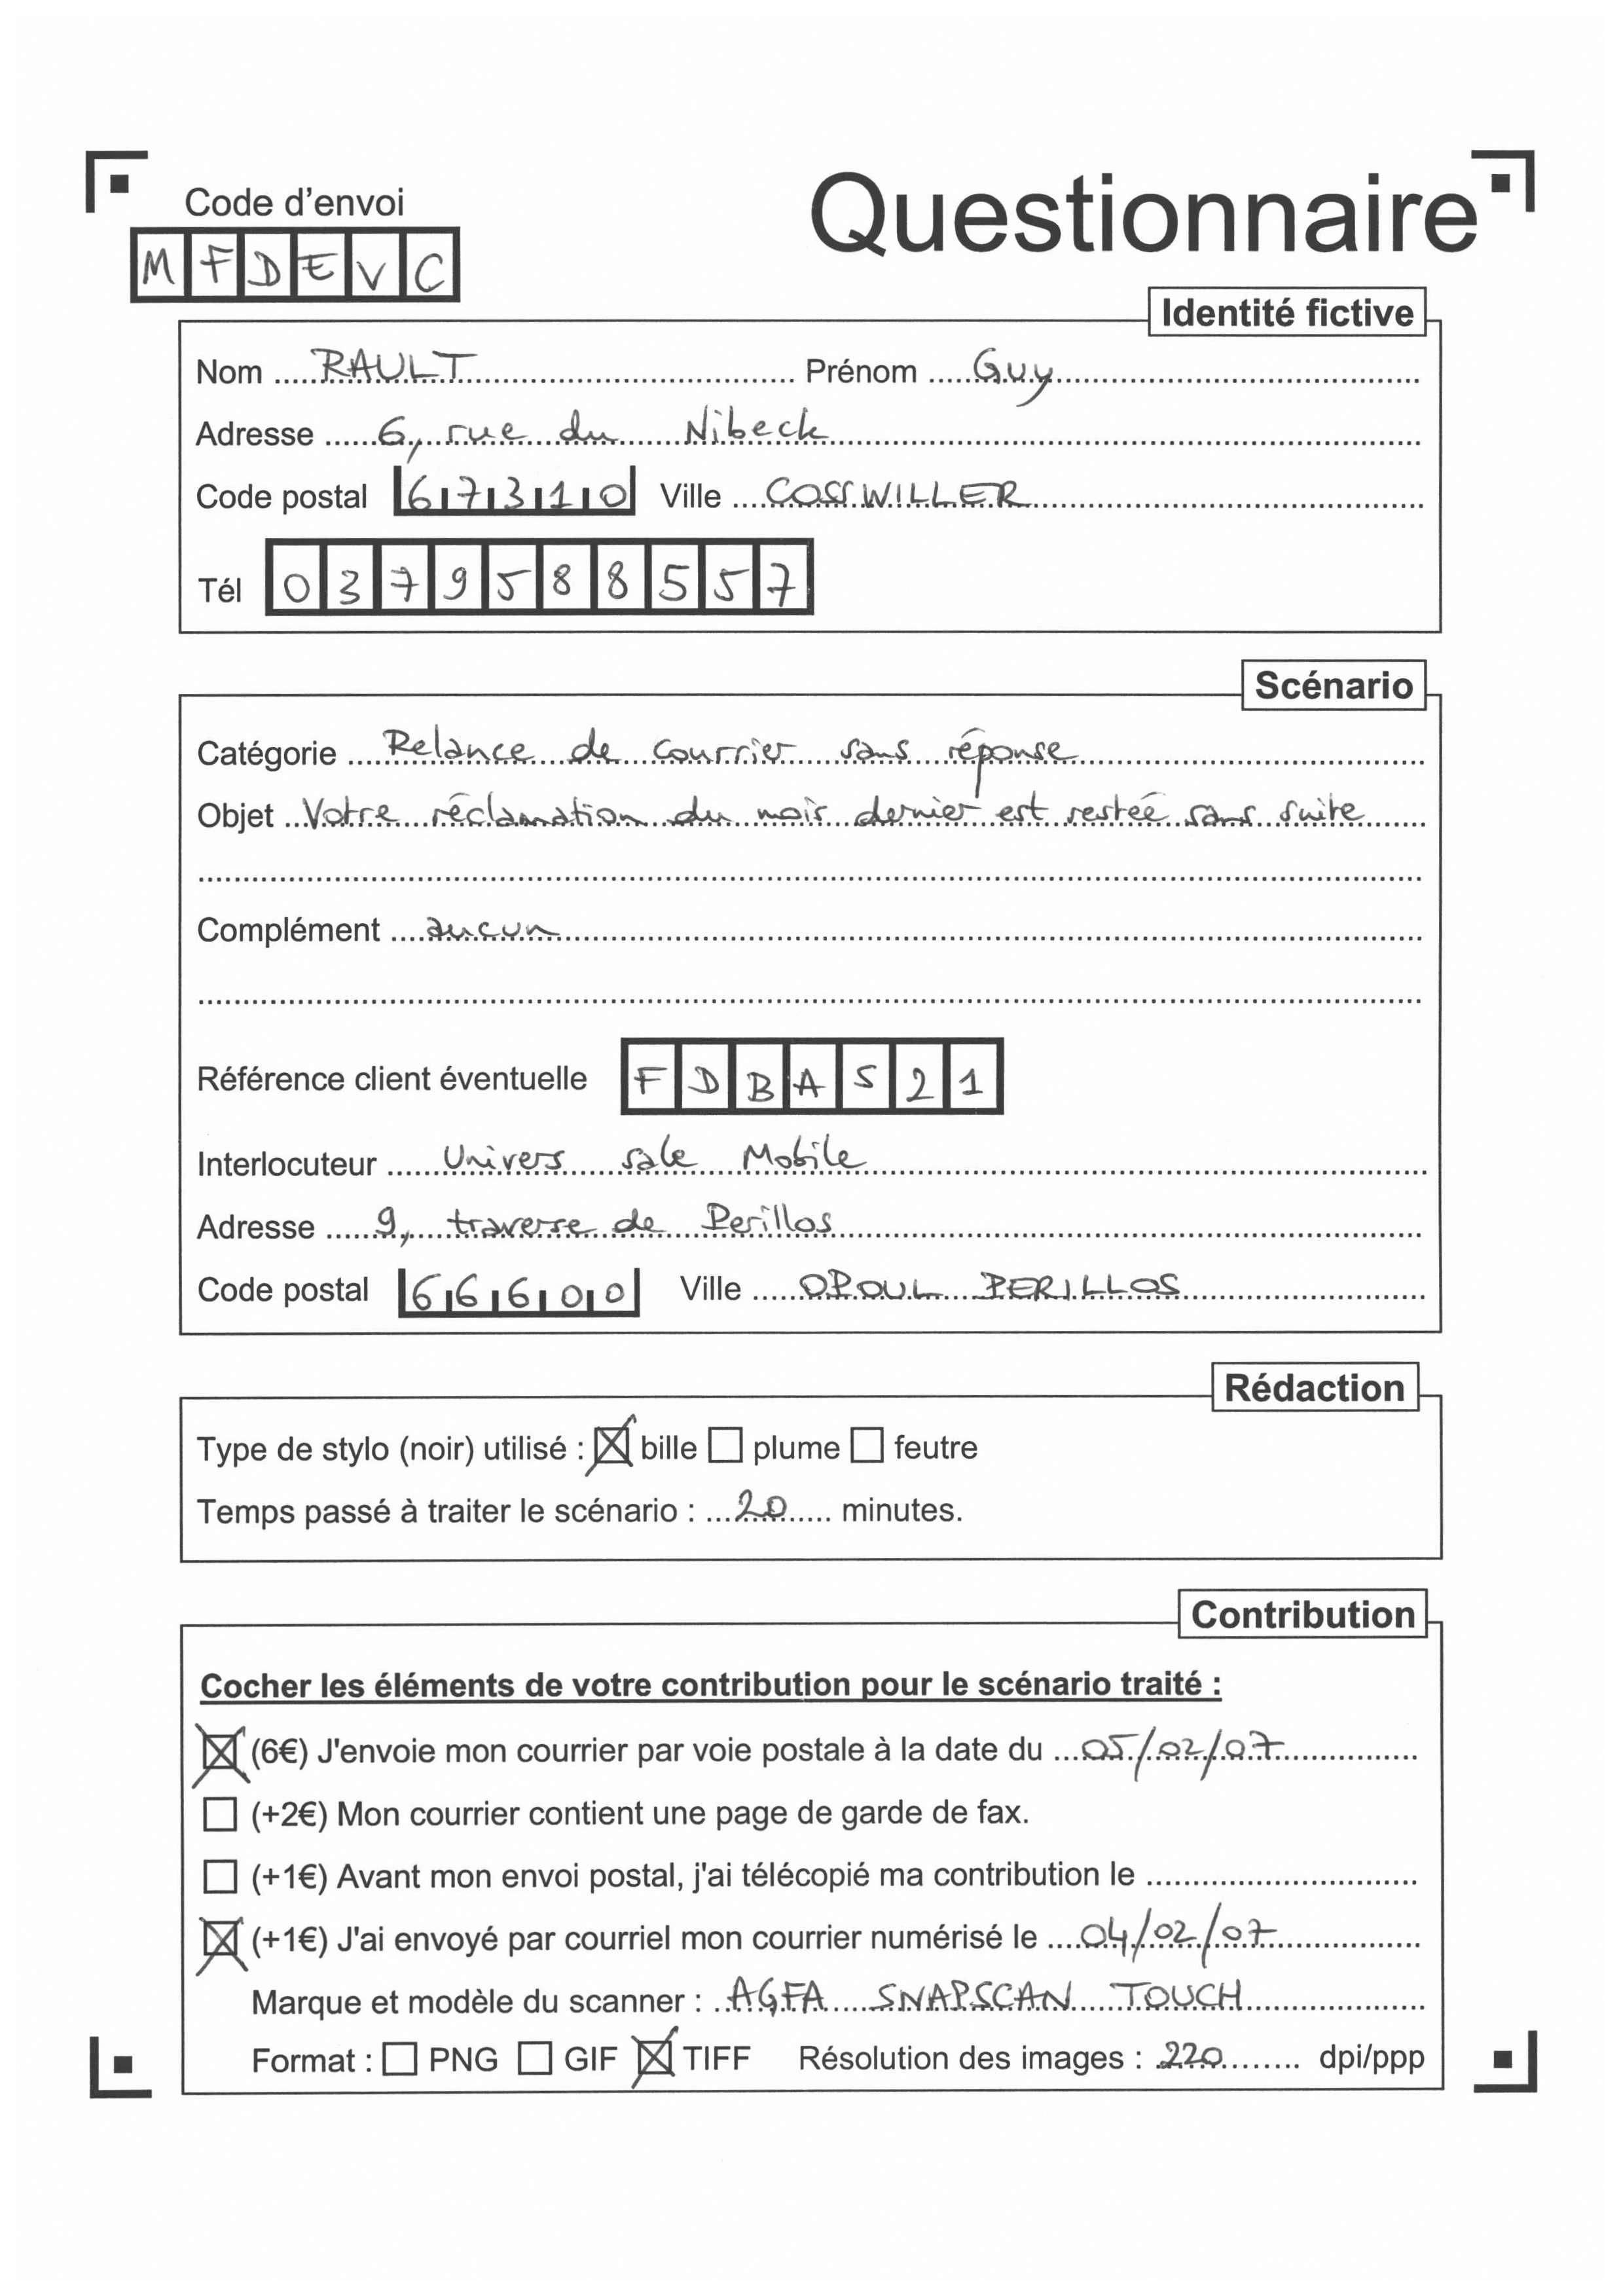 Code d'envoi
Questionnaire
M F D E V C
Identité fictive
Nom RAULT Prénom Guy
Adresse 6, rue du Nibeck
Code postal 67310 Ville COSSWILLER
Tél 0379588557
Scénario
Catégorie Relance de courrier sans réponse
Objet Votre réclamation du mois dernier est restée sans suite
Complément aucun
Référence client éventuelle F D B A S 2 1
Interlocuteur Univers sale Mobile
Adresse 9, traverse de Perillos
Code postal 66600 Ville OPOUL PERILLOS
Rédaction
Type de stylo (noir) utilisé : ☒ bille ☐ plume ☐ feutre
Temps passé à traiter le scénario : 20 minutes.
Contribution
Cocher les éléments de votre contribution pour le scénario traité :
☒ (6€) J'envoie mon courrier par voie postale à la date du 05/02/07
☐ (+2€) Mon courrier contient une page de garde de fax.
☐ (+1€) Avant mon envoi postal, j'ai télécopié ma contribution le
☒ (+1€) J'ai envoyé par courriel mon courrier numérisé le 04/02/07
Marque et modèle du scanner : AGFA SNAPSCAN TOUCH
Format : ☐ PNG ☐ GIF ☒ TIFF Résolution des images : 220 dpi/ppp